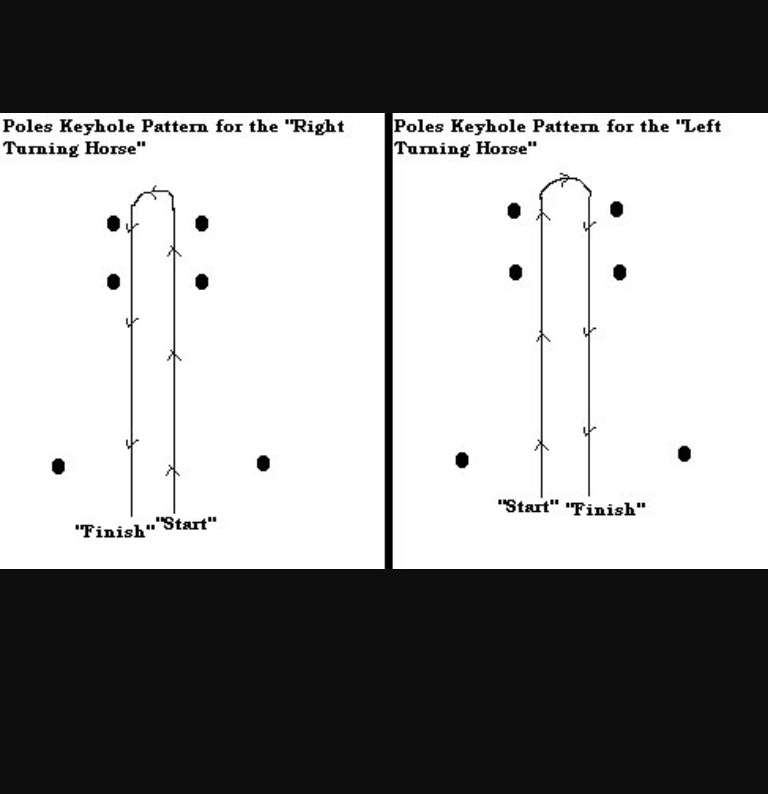 Poles Keyhole Pattern for the "Right
Turning Horse"
"Finish"
"Start"
Poles Keyhole Pattern for the "Left
Turning Horse"
"Start"
"Finish"